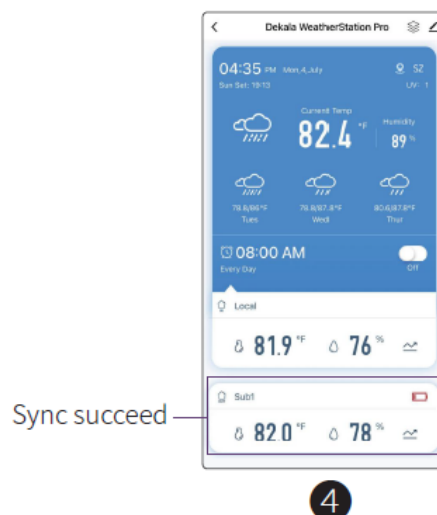 Dekala WeatherStation Pro
04:35 PM Mon,4,July
SZ
Sun Set: 19-13
UV: 1
Current Temp
82.4 °F
Humidity
89 %
78.8/86°F
78.8/87.8°F
80.6/87.8°F
Tues
Wed
Thur
08:00 AM
Every Day
Off
Local
81.9 °F
76 %
Sub1
Sync succeed
82.0 °F
78 %
4